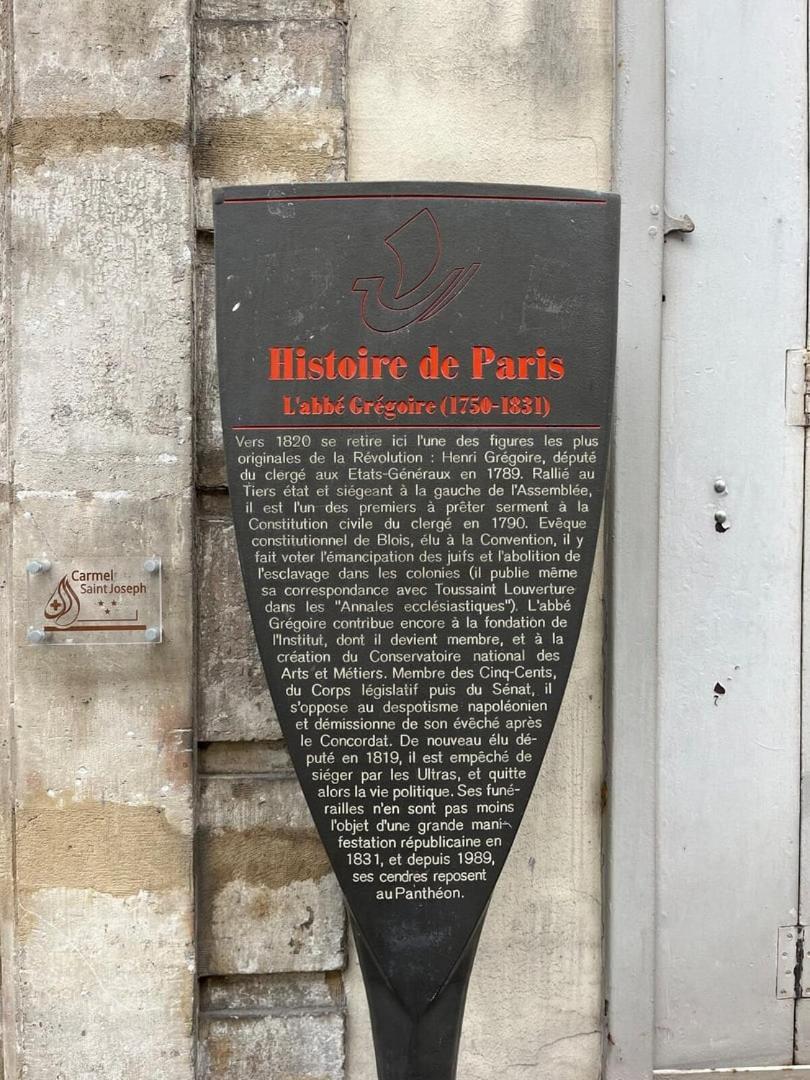 Histoire de Paris
L'abbé Grégoire (1750-1831)
Vers 1820 se retire ici l'une des figures les plus
originales de la Révolution : Henri Grégoire, député
du clergé aux Etats-Généraux en 1789. Rallié au
Tiers état et siégeant à la gauche de l'Assemblée,
il est l'un des premiers à prêter serment à la
Constitution civile du clergé en 1790. Evêque
constitutionnel de Blois, élu à la Convention, il y
fait voter l'émancipation des juifs et l'abolition de
l'esclavage dans les colonies (il publie même
sa correspondance avec Toussaint Louverture
dans les "Annales ecclésiastiques"). L'abbé
Grégoire contribue encore à la fondation de
l'Institut, dont il devient membre, et à la
création du Conservatoire national des
Arts et Métiers. Membre des Cinq-Cents,
du Corps législatif puis du Sénat, il
s'oppose au despotisme napoléonien
et démissionne de son évêché après
le Concordat. De nouveau élu dé-
puté en 1819, il est empêché de
siéger par les Ultras, et quitte
alors la vie politique. Ses funé-
railles n'en sont pas moins
l'objet d'une grande mani-
festation républicaine en
1831, et depuis 1989,
ses cendres reposent
au Panthéon.
Carmel
Saint Joseph